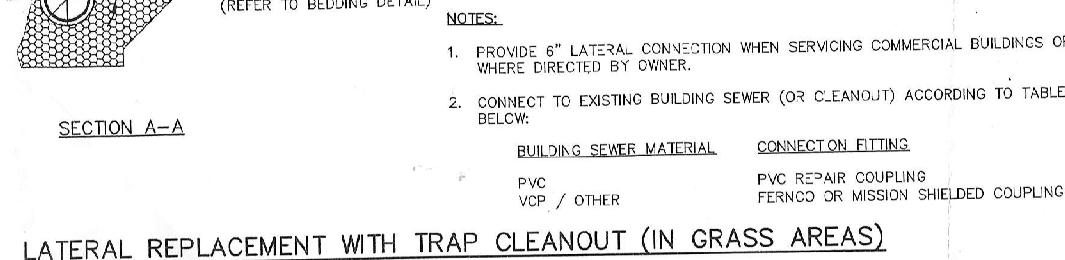 (REFER TO BEDDING DETAIL)
NOTES:
1. PROVIDE 6" LATERAL CONNECTION WHEN SERVICING COMMERCIAL BUILDINGS OR
WHERE DIRECTED BY OWNER.
2. CONNECT TO EXISTING BUILDING SEWER (OR CLEANOUT) ACCORDING TO TABLE
BELOW:
SECTION A-A
BUILDING SEWER MATERIAL CONNECTION FITTING
PVC PVC REPAIR COUPLING
VCP / OTHER FERNCO OR MISSION SHIELDED COUPLING
LATERAL REPLACEMENT WITH TRAP CLEANOUT (IN GRASS AREAS)